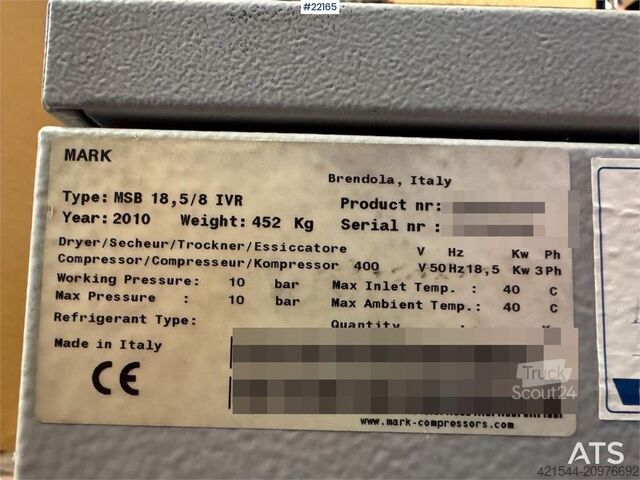 #22165
MARK
Brendola, Italy
Type: MSB 18,5/8 IVR
Product nr:
Year: 2010 Weight: 452 Kg
Serial nr :
Dryer/Secheur/Trockner/Essiccatore V Hz Kw Ph
Compressor/Compresseur/Kompressor 400 V 50 Hz 18,5 Kw 3 Ph
Working Pressure: 10 bar Max Inlet Temp. : 40 C
Max Pressure : 10 bar Max Ambient Temp.: 40 C
Refrigerant Type: Quantity :
Made in Italy
CE
www.mark-compressors.com
Truck
Scout24
ATS
421544-20976692